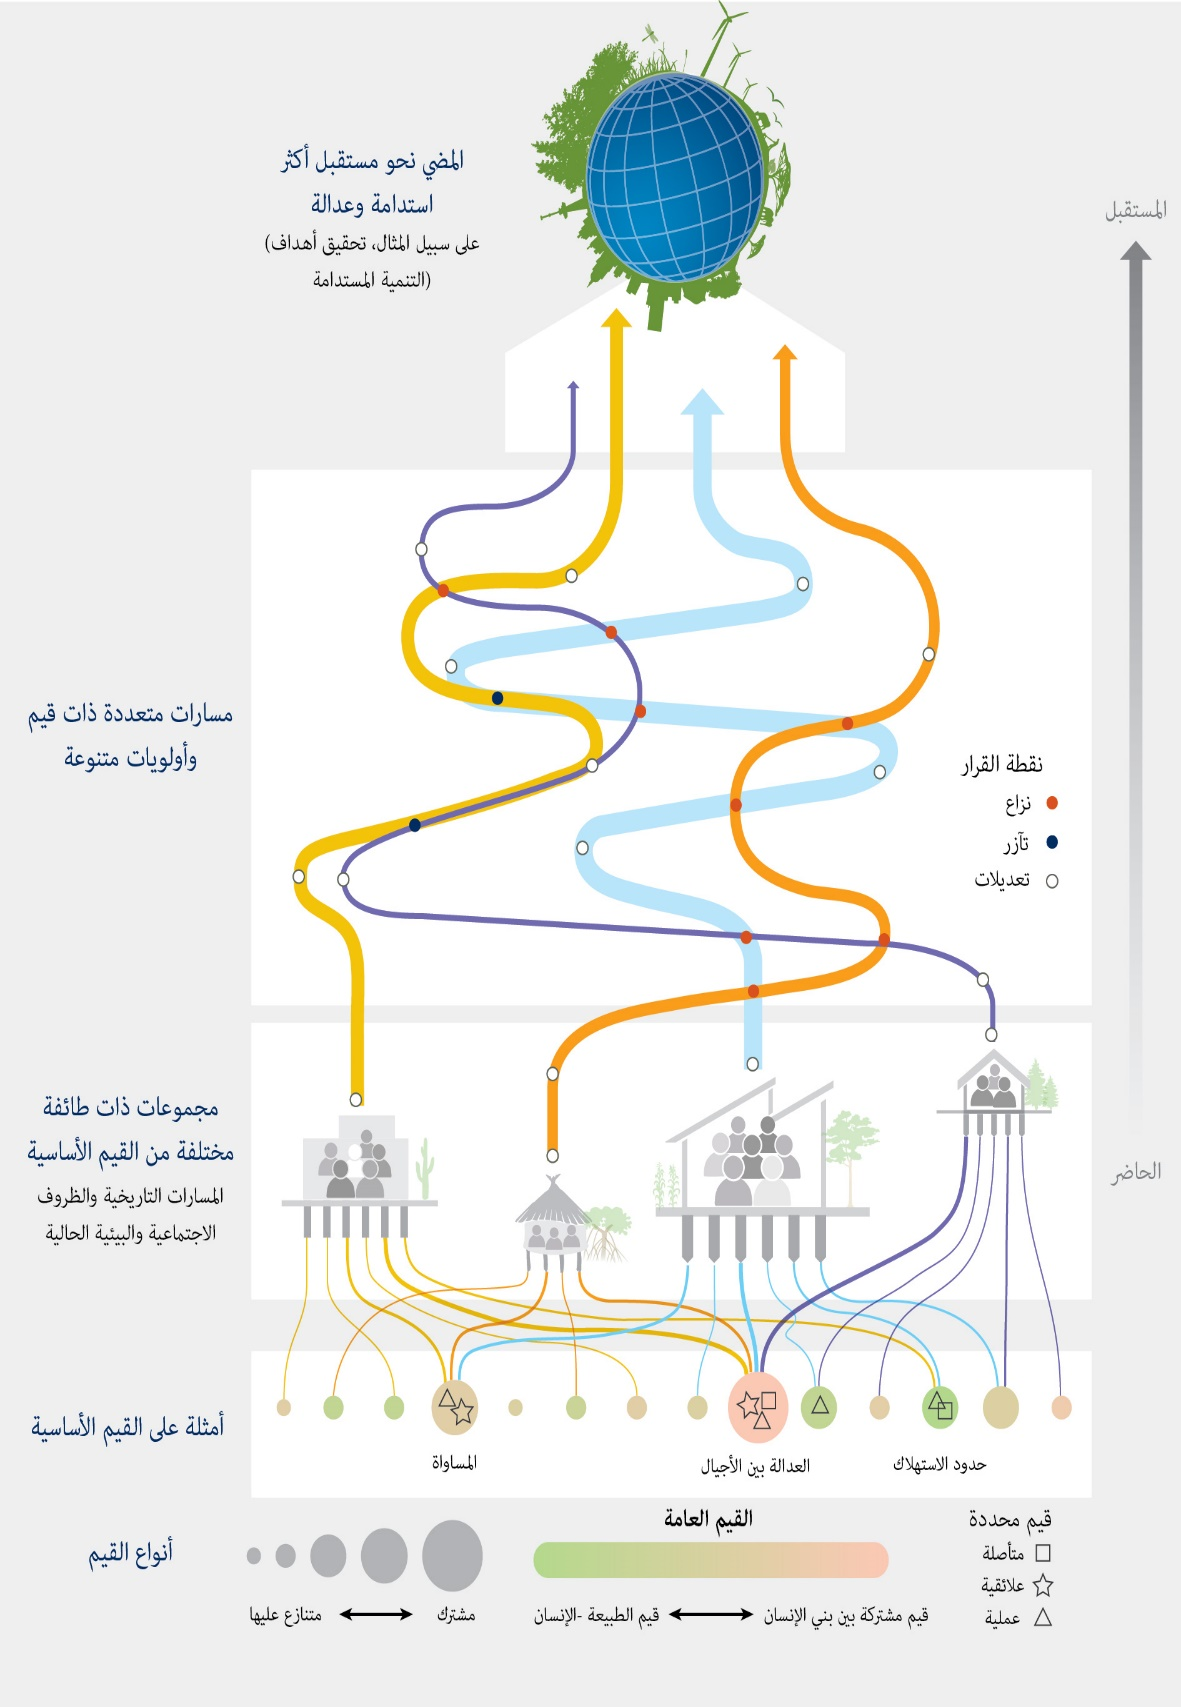 المضي نحو مستقبل أكثر
استدامة وعدالة
(على سبيل المثال، تحقيق أهداف
التنمية المستدامة)
المستقبل
مسارات متعددة ذات قيم
وأولويات متنوعة
نقطة القرار
نزاع
تآزر
تعديلات
مجموعات ذات طائفة
مختلفة من القيم الأساسية
المسارات التاريخية والظروف
الاجتماعية والبيئية الحالية
الحاضر
أمثلة على القيم الأساسية
المساواة
العدالة بين الأجيال
حدود الاستهلاك
قيم محددة
متأصلة
علائقية
عملية
القيم العامة
قيم مشتركة بين بني الإنسان
قيم الطبيعة -الإنسان
أنواع القيم
مشترك
متنازع عليها